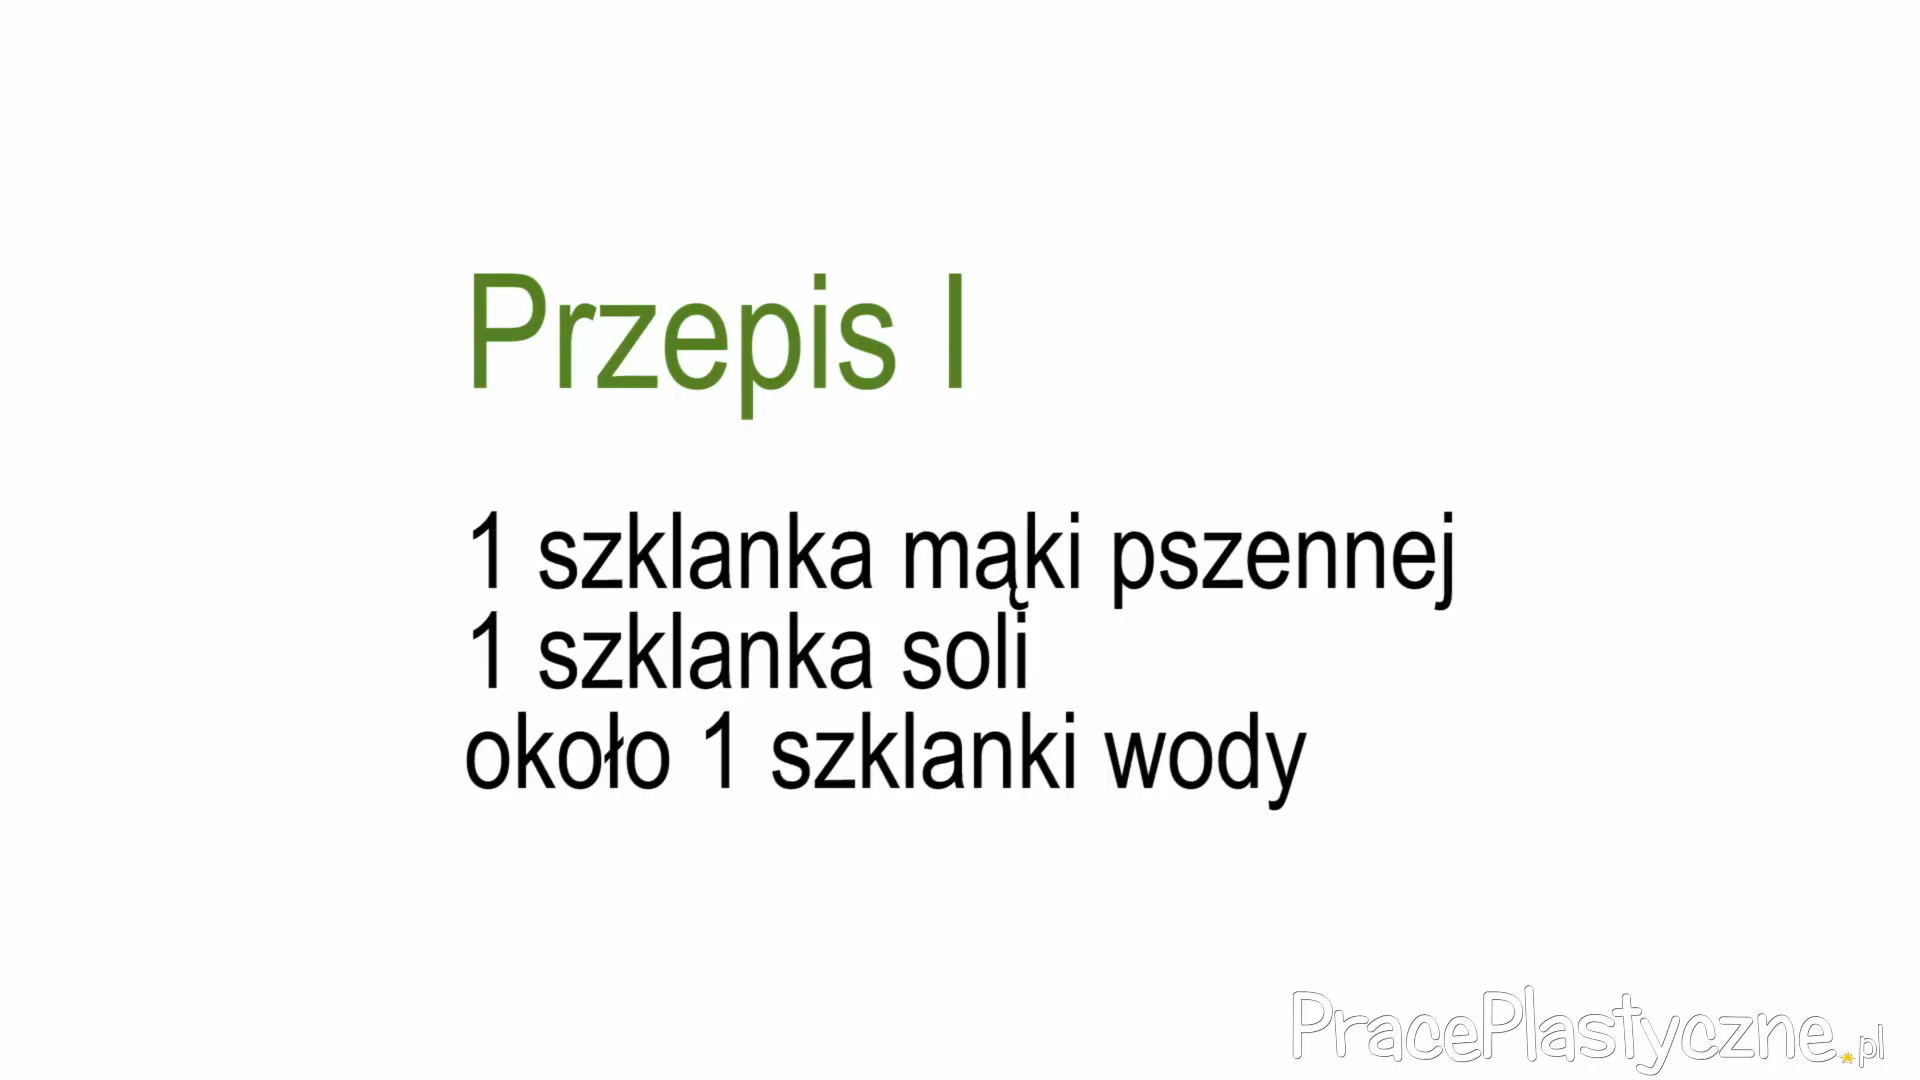 Przepis I
1 szklanka mąki pszennej
1 szklanka soli
około 1 szklanki wody
PracePlastyczne.pl